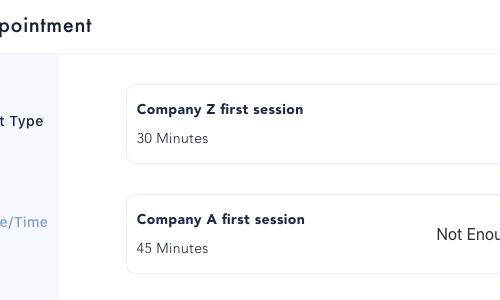 pointment
t Type
e/Time
Company Z first session
30 Minutes
Company A first session
45 Minutes
Not Enou